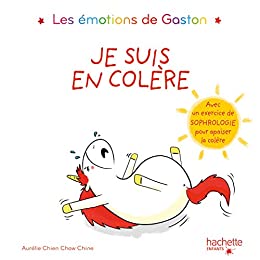 Les émotions de Gaston
JE SUIS
EN COLÈRE
Avec
un exercice de
SOPHROLOGIE
pour apaiser
la colère
Aurélie Chien Chow Chine
hachette
ENFANTS